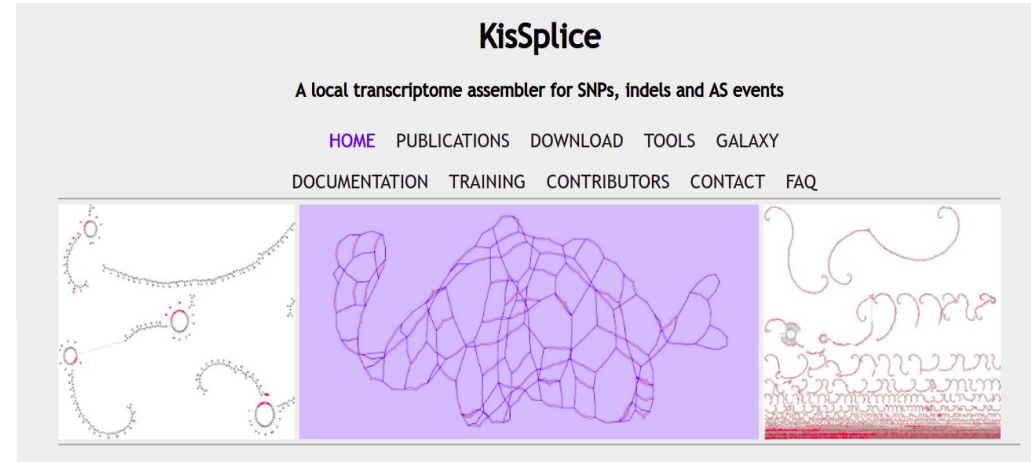 KisSplice
A local transcriptome assembler for SNPs, indels and AS events
HOME PUBLICATIONS DOWNLOAD TOOLS GALAXY
DOCUMENTATION TRAINING CONTRIBUTORS CONTACT FAQ